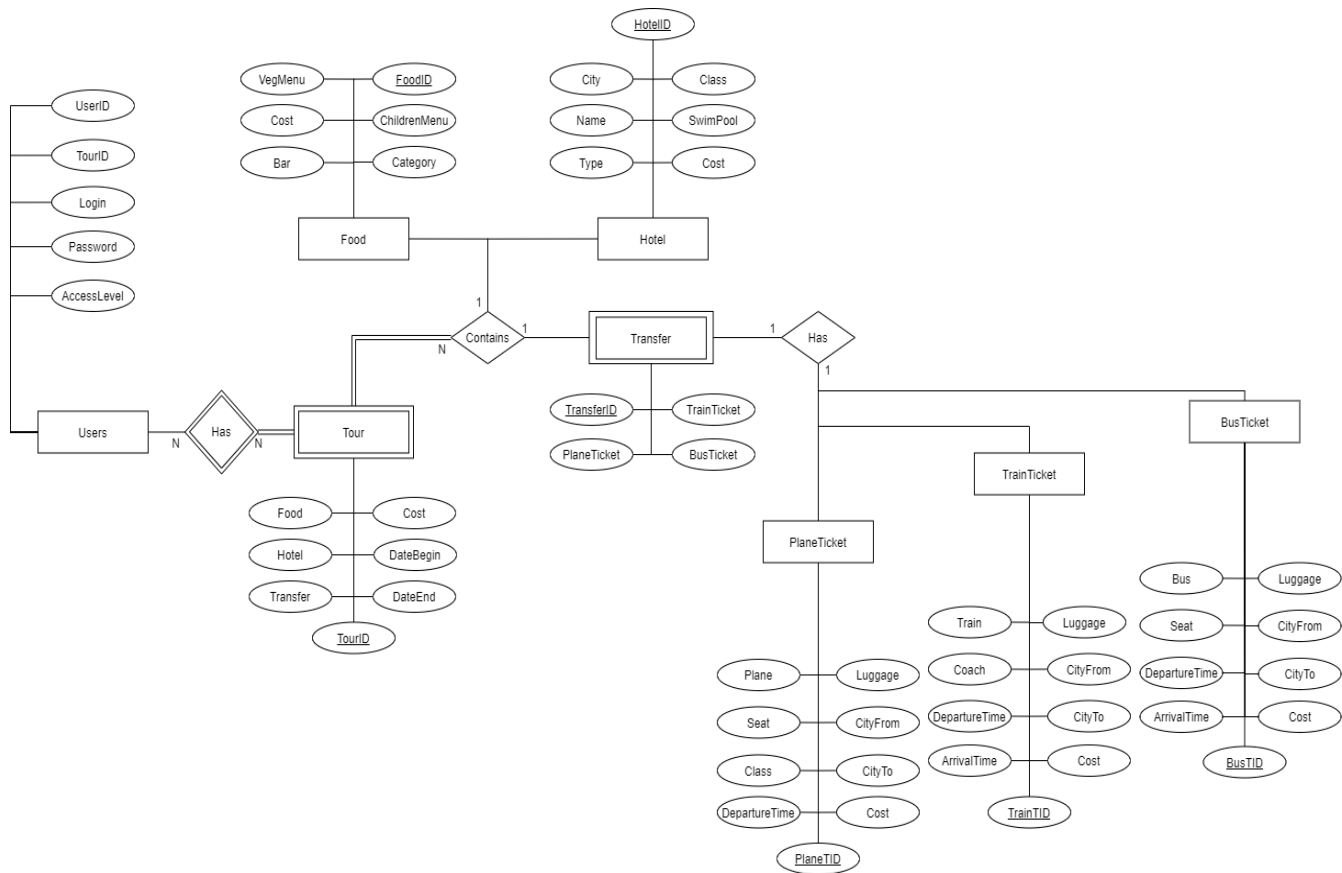 HotelID
VegMenu
FoodID
City
Class
UserID
Cost
ChildrenMenu
Name
SwimPool
TourID
Bar
Category
Type
Cost
Login
Food
Hotel
Password
AccessLevel
1
Contains
1
N
Transfer
1
Has
1
TransferID
TrainTicket
PlaneTicket
BusTicket
Users
N
Has
N
Tour
BusTicket
TrainTicket
PlaneTicket
Food
Cost
Hotel
DateBegin
Transfer
DateEnd
TourID
Bus
Luggage
Seat
CityFrom
DepartureTime
CityTo
ArrivalTime
Cost
BusTID
Train
Luggage
Coach
CityFrom
DepartureTime
CityTo
ArrivalTime
Cost
TrainTID
Plane
Luggage
Seat
CityFrom
Class
CityTo
DepartureTime
Cost
PlaneTID